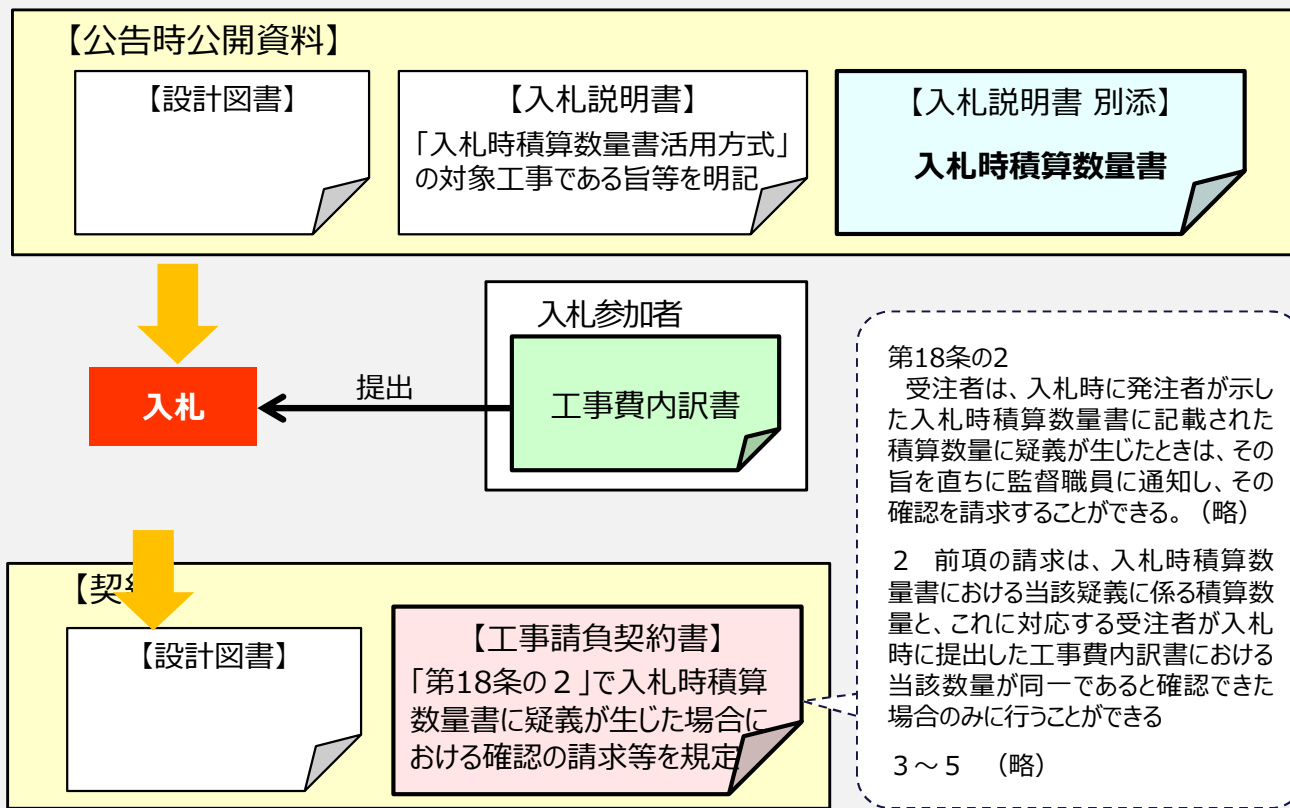 【公告時公開資料】
【設計図書】
【入札説明書】
「入札時積算数量書活用方式」
の対象工事である旨等を明記
【入札説明書 別添】
入札時積算数量書
入札参加者
工事費内訳書
提出
入札
【契
【設計図書】
【工事請負契約書】
「第18条の２」で入札時積算
数量書に疑義が生じた場合に
おける確認の請求等を規定
第18条の2
受注者は、入札時に発注者が示し
た入札時積算数量書に記載された
積算数量に疑義が生じたときは、その
旨を直ちに監督職員に通知し、その
確認を請求することができる。（略）
２　前項の請求は、入札時積算数
量書における当該疑義に係る積算数
量と、これに対応する受注者が入札
時に提出した工事費内訳書における
当該数量が同一であると確認できた
場合のみに行うことができる
３～５　（略）